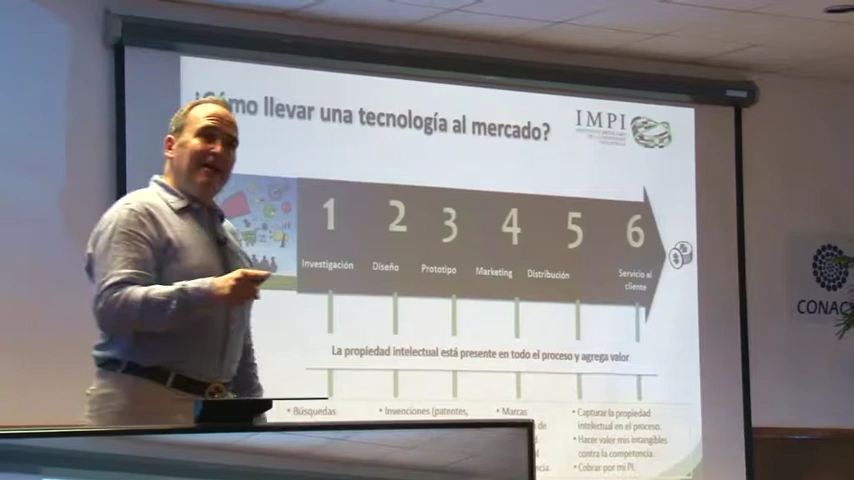 ¿Cómo llevar una tecnología al mercado?
IMPI
1
2
3
4
5
6
Investigación
Diseño
Prototipo
Marketing
Distribución
Servicio al
cliente
CONACY
La propiedad intelectual está presente en todo el proceso y agrega valor
• Búsquedas
• Invenciones (patentes,
• Marcas
• Capturar la propiedad
intelectual en el proceso.
• Hacer valer mis intangibles
contra la competencia.
• Cobrar por mi PI.